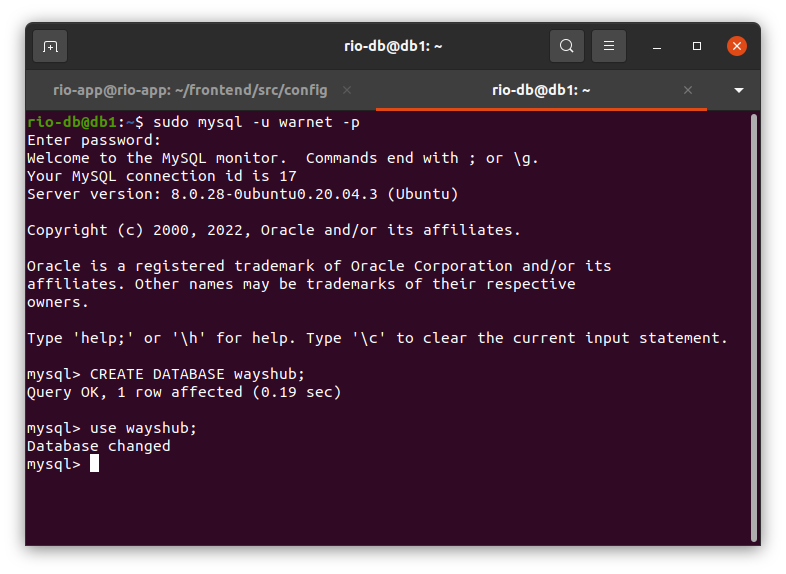 rio-db@db1: ~
rio-app@rio-app: ~/frontend/src/config
rio-db@db1: ~
rio-db@db1:~$ sudo mysql -u warnet -p
Enter password:
Welcome to the MySQL monitor.  Commands end with ; or \g.
Your MySQL connection id is 17
Server version: 8.0.28-0ubuntu0.20.04.3 (Ubuntu)
Copyright (c) 2000, 2022, Oracle and/or its affiliates.
Oracle is a registered trademark of Oracle Corporation and/or its
affiliates. Other names may be trademarks of their respective
owners.
Type 'help;' or '\h' for help. Type '\c' to clear the current input statement.
mysql> CREATE DATABASE wayshub;
Query OK, 1 row affected (0.19 sec)
mysql> use wayshub;
Database changed
mysql>